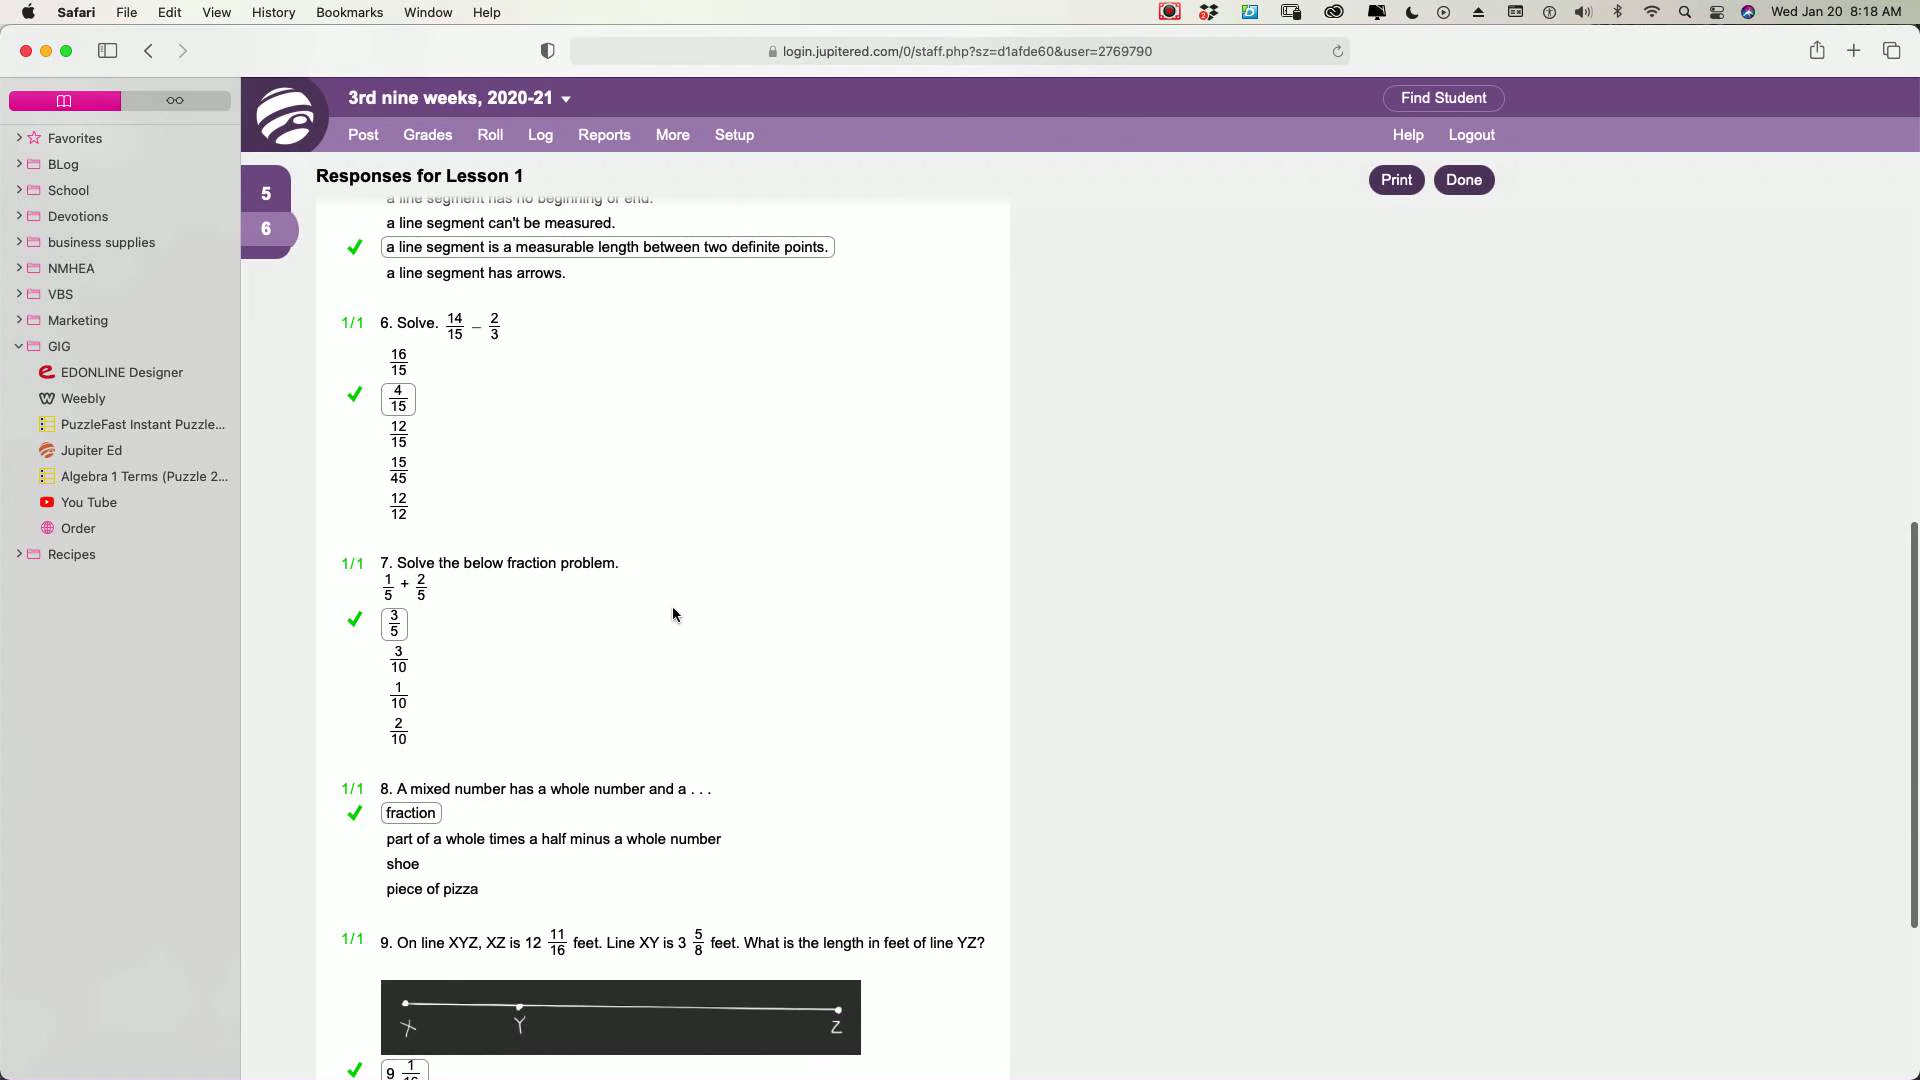 Safari File Edit View History Bookmarks Window Help Wed Jan 20 8:18 AM
login.jupitered.com/0/staff.php?sz=d1afde60&user=2769790
Favorites
BLog
School
Devotions
business supplies
NMHEA
VBS
Marketing
GIG
EDONLINE Designer
Weebly
PuzzleFast Instant Puzzle...
Jupiter Ed
Algebra 1 Terms (Puzzle 2...
You Tube
Order
Recipes
3rd nine weeks, 2020-21 Find Student
Post Grades Roll Log Reports More Setup Help Logout
5
6
Responses for Lesson 1 Print Done
a line segment has no beginning or end.
a line segment can't be measured.
a line segment is a measurable length between two definite points.
a line segment has arrows.
1/1 6. Solve. 14/15 – 2/3
16/15
4/15
12/15
15/45
12/12
1/1 7. Solve the below fraction problem.
1/5 + 2/5
3/5
3/10
1/10
2/10
1/1 8. A mixed number has a whole number and a . . .
fraction
part of a whole times a half minus a whole number
shoe
piece of pizza
1/1 9. On line XYZ, XZ is 12 11/16 feet. Line XY is 3 5/8 feet. What is the length in feet of line YZ?
X Y Z
9 1/16